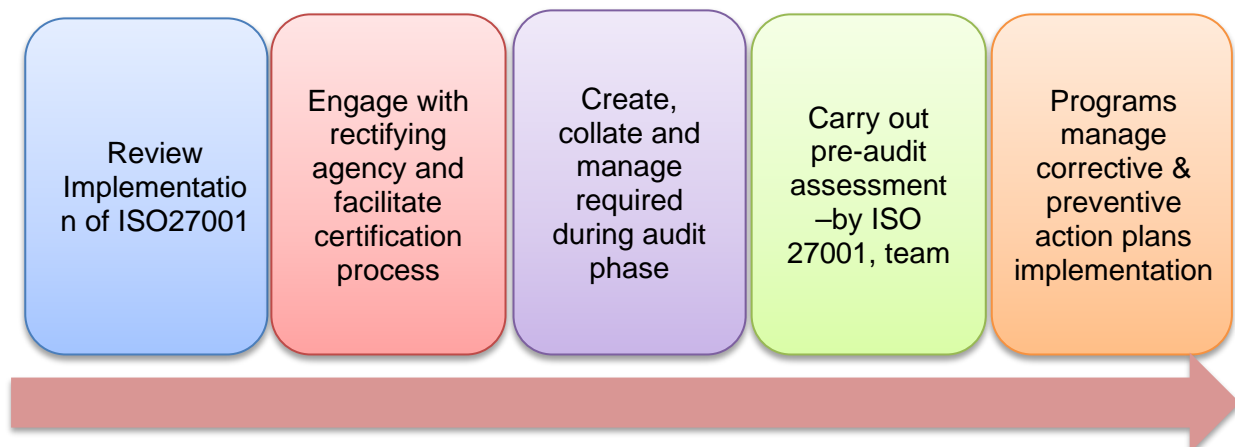 Review
Implementatio
n of ISO27001
Engage with
rectifying
agency and
facilitate
certification
process
Create,
collate and
manage
required
during audit
phase
Carry out
pre-audit
assessment
–by ISO
27001, team
Programs
manage
corrective &
preventive
action plans
implementation